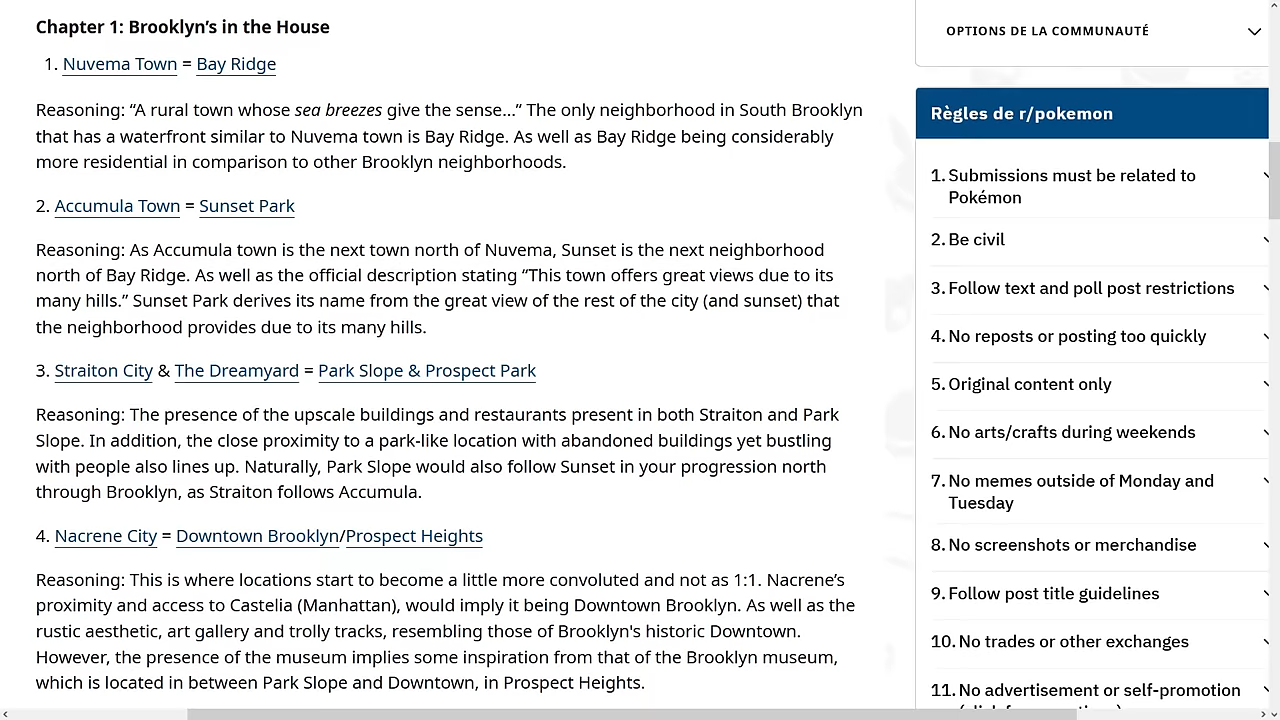 Chapter 1: Brooklyn’s in the House
1. Nuvema Town = Bay Ridge
Reasoning: “A rural town whose sea breezes give the sense...” The only neighborhood in South Brooklyn
that has a waterfront similar to Nuvema town is Bay Ridge. As well as Bay Ridge being considerably
more residential in comparison to other Brooklyn neighborhoods.
2. Accumula Town = Sunset Park
Reasoning: As Accumula town is the next town north of Nuvema, Sunset is the next neighborhood
north of Bay Ridge. As well as the official description stating “This town offers great views due to its
many hills.” Sunset Park derives its name from the great view of the rest of the city (and sunset) that
the neighborhood provides due to its many hills.
3. Straiton City & The Dreamyard = Park Slope & Prospect Park
Reasoning: The presence of the upscale buildings and restaurants present in both Straiton and Park
Slope. In addition, the close proximity to a park-like location with abandoned buildings yet bustling
with people also lines up. Naturally, Park Slope would also follow Sunset in your progression north
through Brooklyn, as Straiton follows Accumula.
4. Nacrene City = Downtown Brooklyn/Prospect Heights
Reasoning: This is where locations start to become a little more convoluted and not as 1:1. Nacrene’s
proximity and access to Castelia (Manhattan), would imply it being Downtown Brooklyn. As well as the
rustic aesthetic, art gallery and trolly tracks, resembling those of Brooklyn's historic Downtown.
However, the presence of the museum implies some inspiration from that of the Brooklyn museum,
which is located in between Park Slope and Downtown, in Prospect Heights.
OPTIONS DE LA COMMUNAUTÉ
Règles de r/pokemon
1. Submissions must be related to
Pokémon
2. Be civil
3. Follow text and poll post restrictions
4. No reposts or posting too quickly
5. Original content only
6. No arts/crafts during weekends
7. No memes outside of Monday and
Tuesday
8. No screenshots or merchandise
9. Follow post title guidelines
10. No trades or other exchanges
11. No advertisement or self-promotion